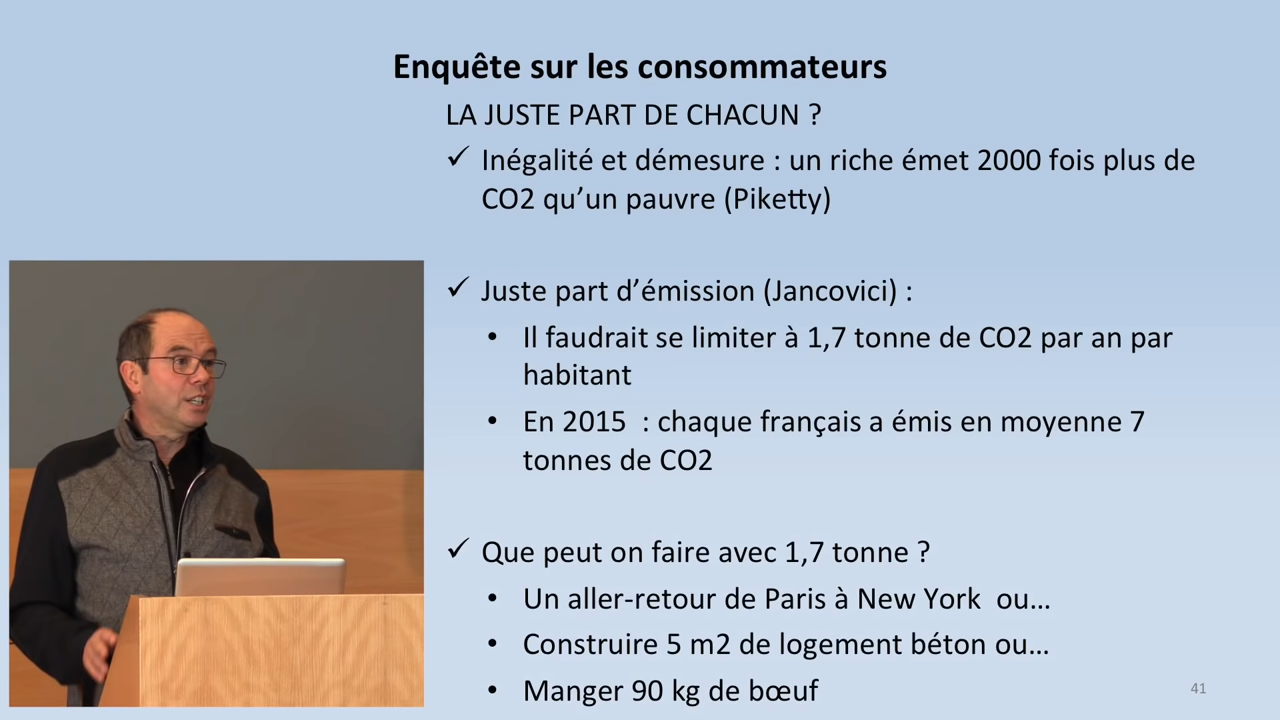 Enquête sur les consommateurs
LA JUSTE PART DE CHACUN ?
✓ Inégalité et démesure : un riche émet 2000 fois plus de
CO2 qu’un pauvre (Piketty)
✓ Juste part d’émission (Jancovici) :
• Il faudrait se limiter à 1,7 tonne de CO2 par an par
habitant
• En 2015  : chaque français a émis en moyenne 7
tonnes de CO2
✓ Que peut on faire avec 1,7 tonne ?
• Un aller-retour de Paris à New York  ou…
• Construire 5 m2 de logement béton ou…
• Manger 90 kg de bœuf
41